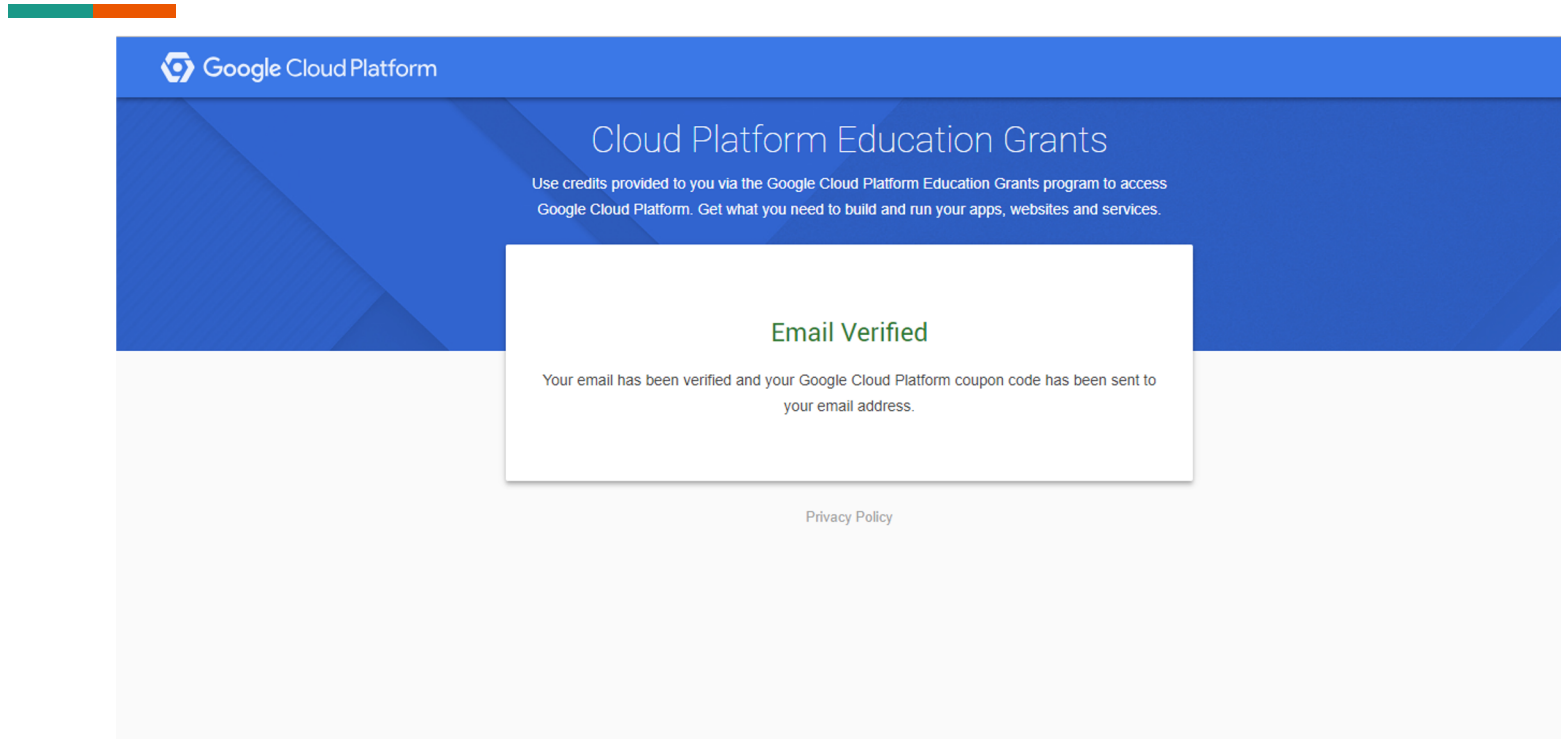 Google Cloud Platform
Cloud Platform Education Grants
Use credits provided to you via the Google Cloud Platform Education Grants program to access
Google Cloud Platform. Get what you need to build and run your apps, websites and services.
Email Verified
Your email has been verified and your Google Cloud Platform coupon code has been sent to
your email address.
Privacy Policy